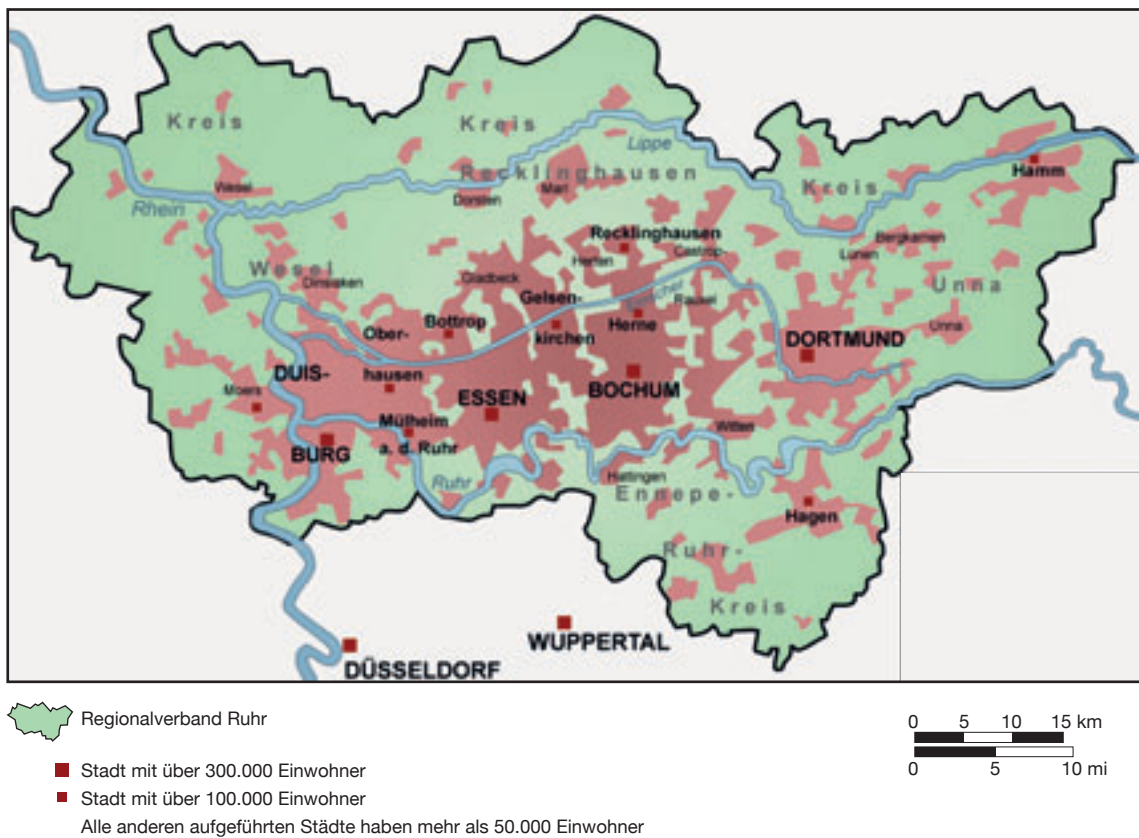 Kreis
Kreis
Lippe
Recklinghausen
Hamm
Wesel
Marl
Kreis
Dorsten
Rhein
Bergkamen
Recklinghausen
Castrop-
Lünen
Herten
Wesel
Gladbeck
Dinslaken
Unna
Gelsen-
Rauxel
Bottrop
Herne
Unna
Ober-
kirchen
DORTMUND
DUIS-
hausen
Moers
BOCHUM
ESSEN
Mülheim
a. d. Ruhr
Witten
BURG
Hattingen
Ruhr
Ennepe-
Hagen
Ruhr-
Kreis
WUPPERTAL
DÜSSELDORF
Regionalverband Ruhr
0 5 10 15 km
0 5 10 mi
Stadt mit über 300.000 Einwohner
Stadt mit über 100.000 Einwohner
Alle anderen aufgeführten Städte haben mehr als 50.000 Einwohner